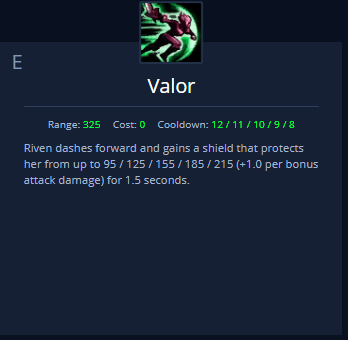 E
Valor
Range: 325 Cost: 0 Cooldown: 12 / 11 / 10 / 9 / 8
Riven dashes forward and gains a shield that protects
her from up to 95 / 125 / 155 / 185 / 215 (+1.0 per bonus
attack damage) for 1.5 seconds.